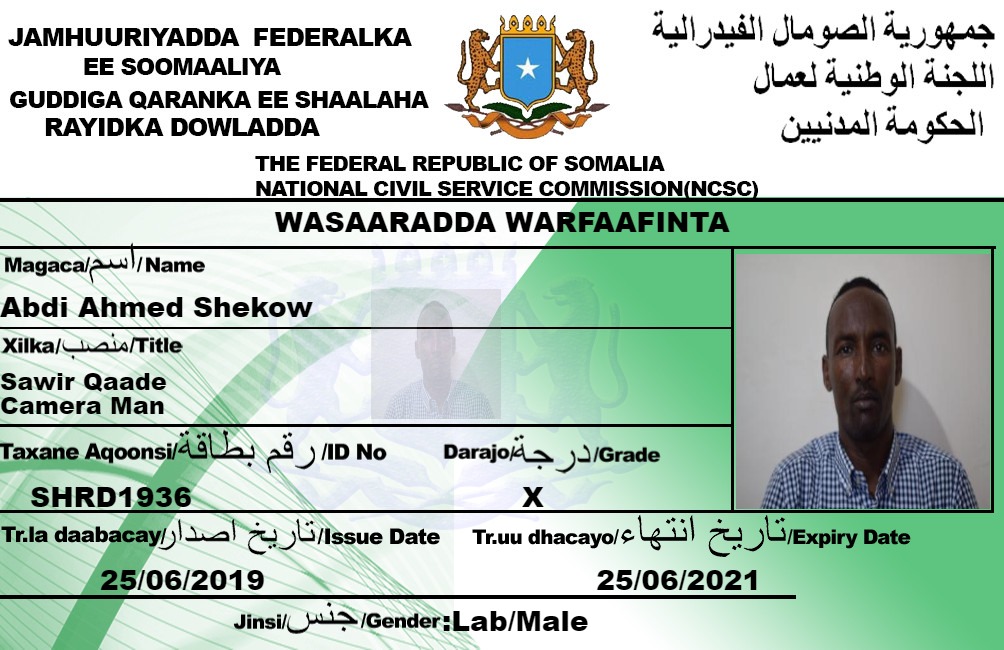 JAMHUURIYADDA FEDERALKA
EE SOOMAALIYA
GUDDIGA QARANKA EE SHAALAHA
RAYIDKA DOWLADDA
جمهورية الصومال الفيدرالية
اللجنة الوطنية لعمال
الحكومة المدنيين
THE FEDERAL REPUBLIC OF SOMALIA
NATIONAL CIVIL SERVICE COMMISSION(NCSC)
WASAARADDA WARFAAFINTA
Magaca/اسم/Name
Abdi Ahmed Shekow
Xilka/منصب/Title
Sawir Qaade
Camera Man
Taxane Aqoonsi/رقم بطاقة/ID No
Darajo/درجة/Grade
SHRD1936
X
Tr.la daabacay/تاريخ اصدار/Issue Date
Tr.uu dhacayo/تاريخ انتهاء/Expiry Date
25/06/2019
25/06/2021
Jinsi/جنس/Gender:Lab/Male